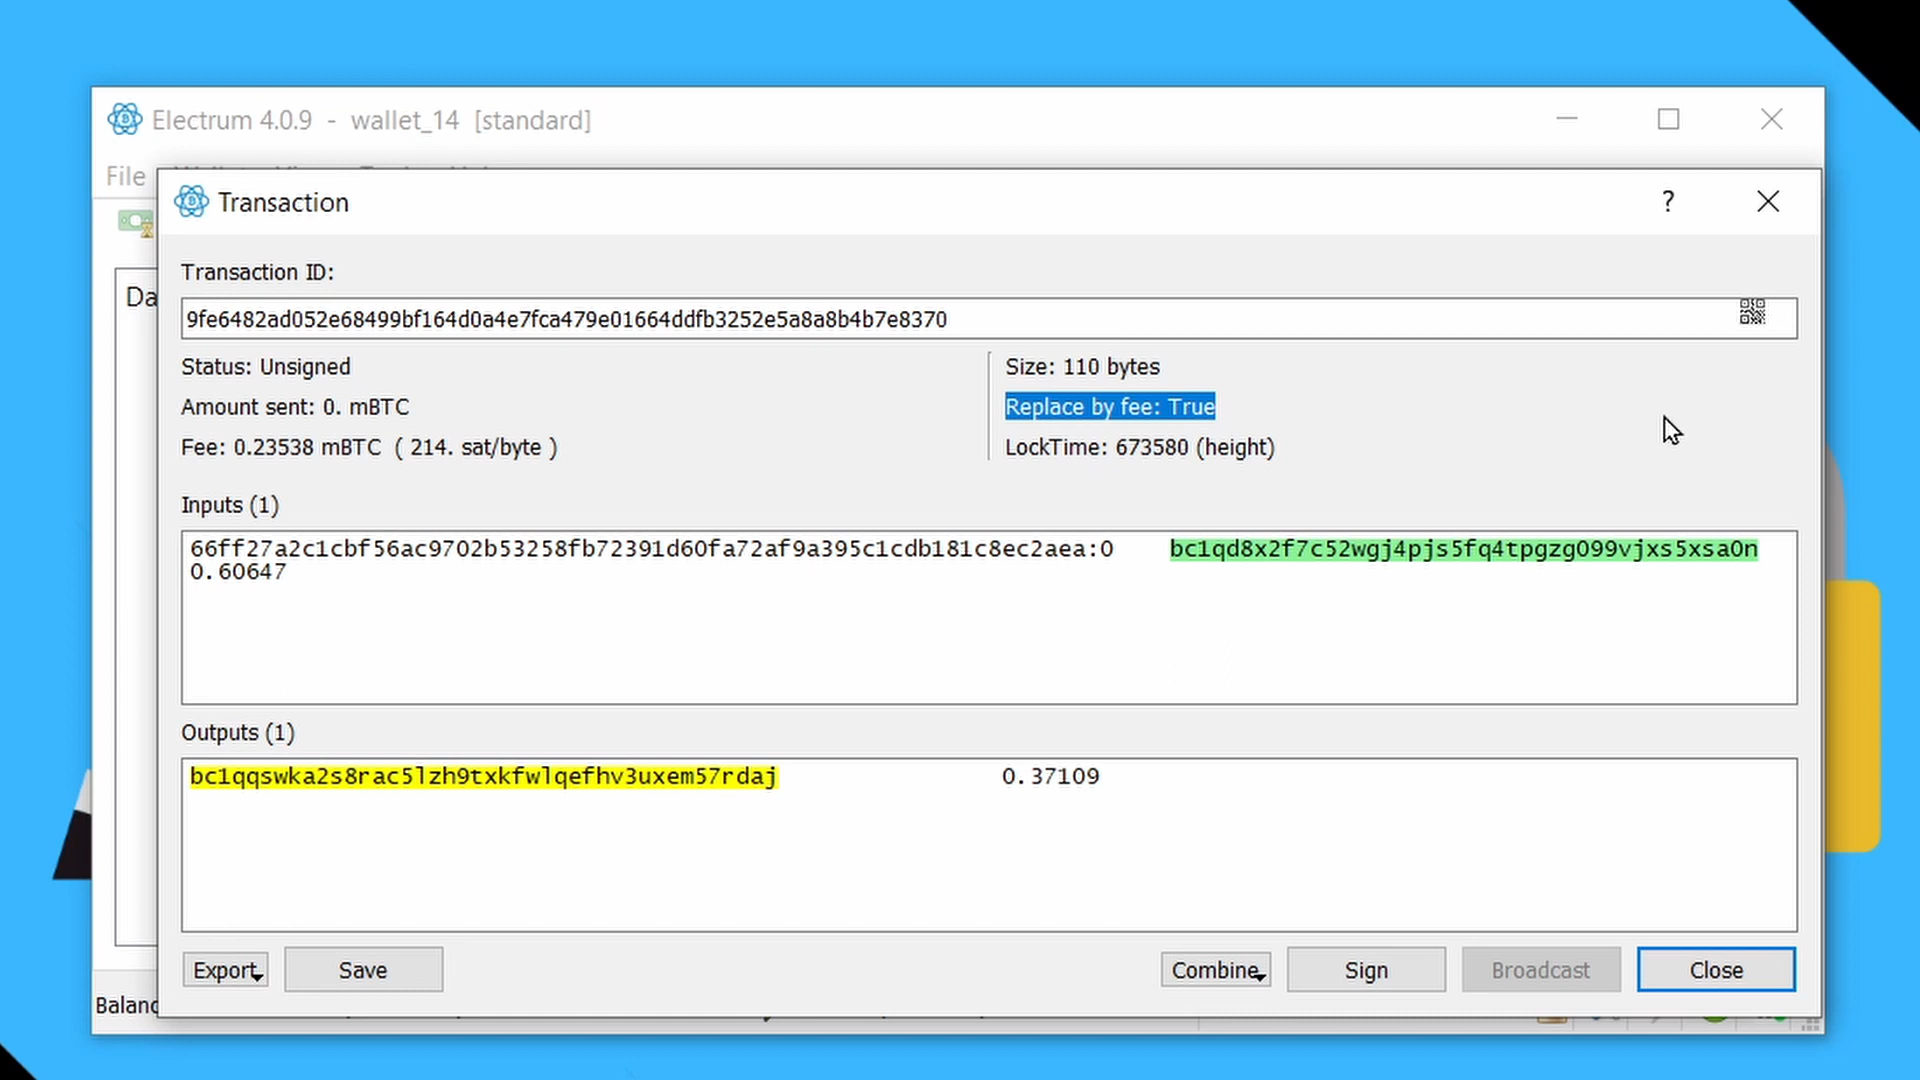 Electrum 4.0.9 - wallet_14 [standard]
File
Transaction
?
Transaction ID:
Da
9fe6482ad052e68499bf164d0a4e7fca479e01664ddfb3252e5a8a8b4b7e8370
Status: Unsigned
Size: 110 bytes
Amount sent: 0. mBTC
Replace by fee: True
Fee: 0.23538 mBTC ( 214. sat/byte )
LockTime: 673580 (height)
Inputs (1)
66ff27a2c1cbf56ac9702b53258fb72391d60fa72af9a395c1cdb181c8ec2aea:0 bc1qd8x2f7c52wgj4pjs5fq4tpgzg099vjxs5xsa0n
0.60647
Outputs (1)
bc1qqswka2s8rac5lzh9txkfwlqefhv3uxem57rdaj 0.37109
Export Save Combine Sign Broadcast Close
Balanc